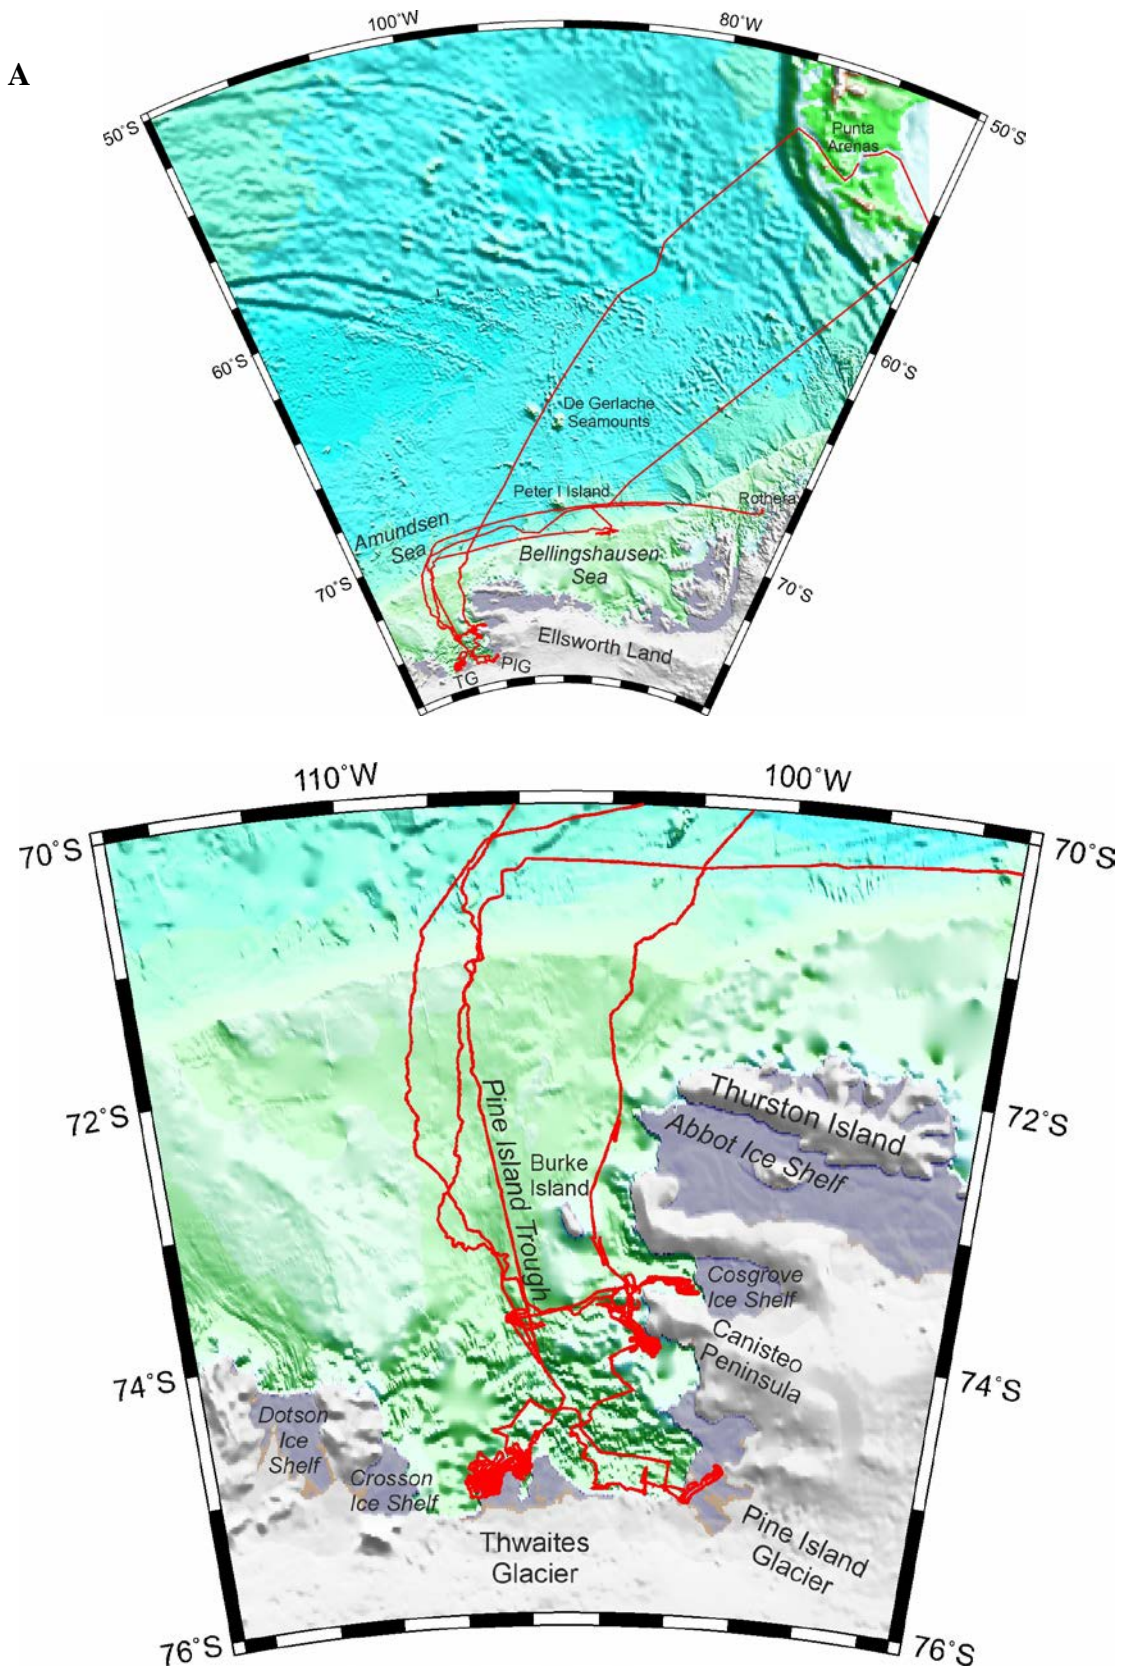 A
100°W
80°W
50°S
50°S
Punta
Arenas
60°S
60°S
De Gerlache
Seamounts
Peter I Island
Rothera
Amundsen
Sea
Bellingshausen
Sea
70°S
70°S
Ellsworth Land
PIG
TG
110°W
100°W
70°S
70°S
Thurston Island
Abbot Ice Shelf
72°S
72°S
Pine Island Trough
Burke
Island
Cosgrove
Ice Shelf
Canisteo
Peninsula
74°S
74°S
Dotson
Ice
Shelf
Crosson
Ice Shelf
Thwaites
Glacier
Pine Island
Glacier
76°S
76°S